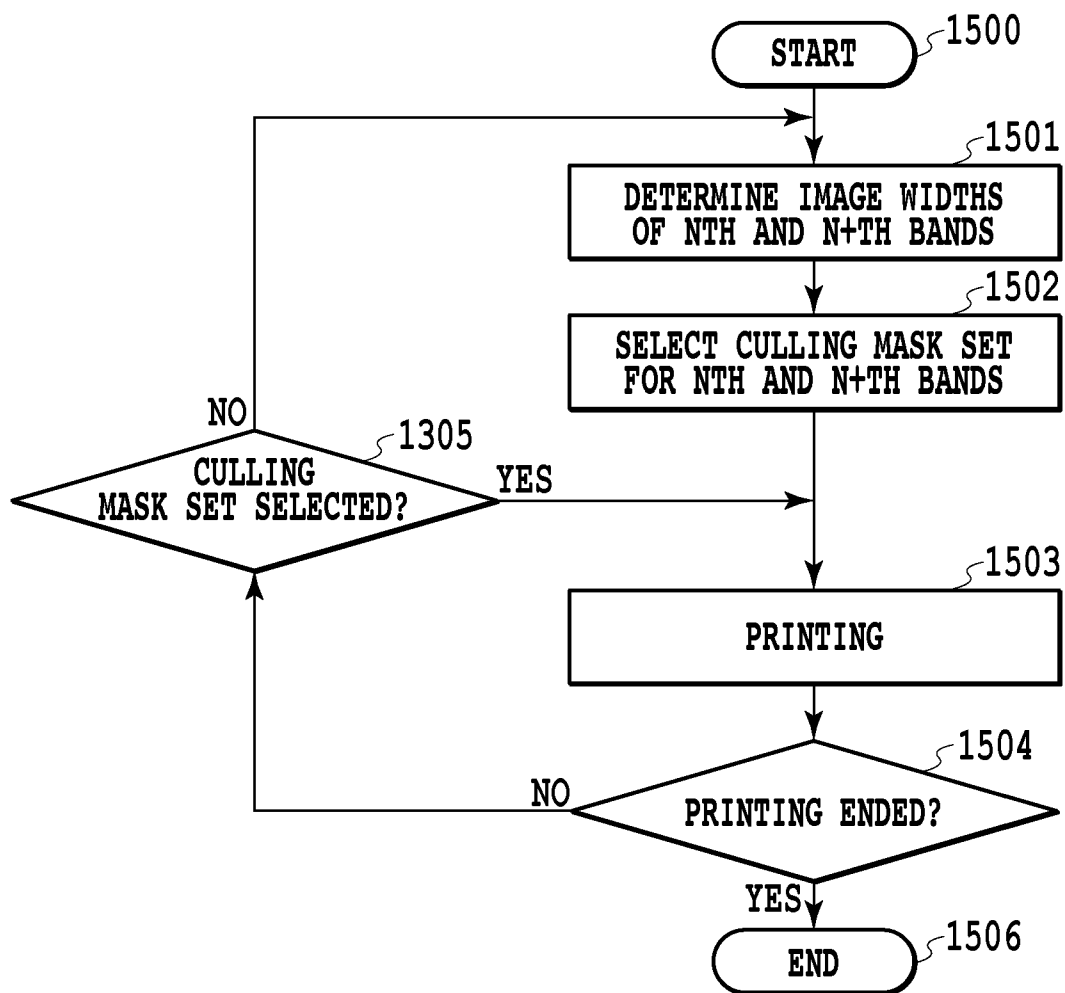 START
1500
1501
DETERMINE IMAGE WIDTHS
OF NTH AND N+TH BANDS
1502
SELECT CULLING MASK SET
FOR NTH AND N+TH BANDS
NO
1305
CULLING
MASK SET SELECTED?
YES
1503
PRINTING
1504
NO
PRINTING ENDED?
YES
END
1506